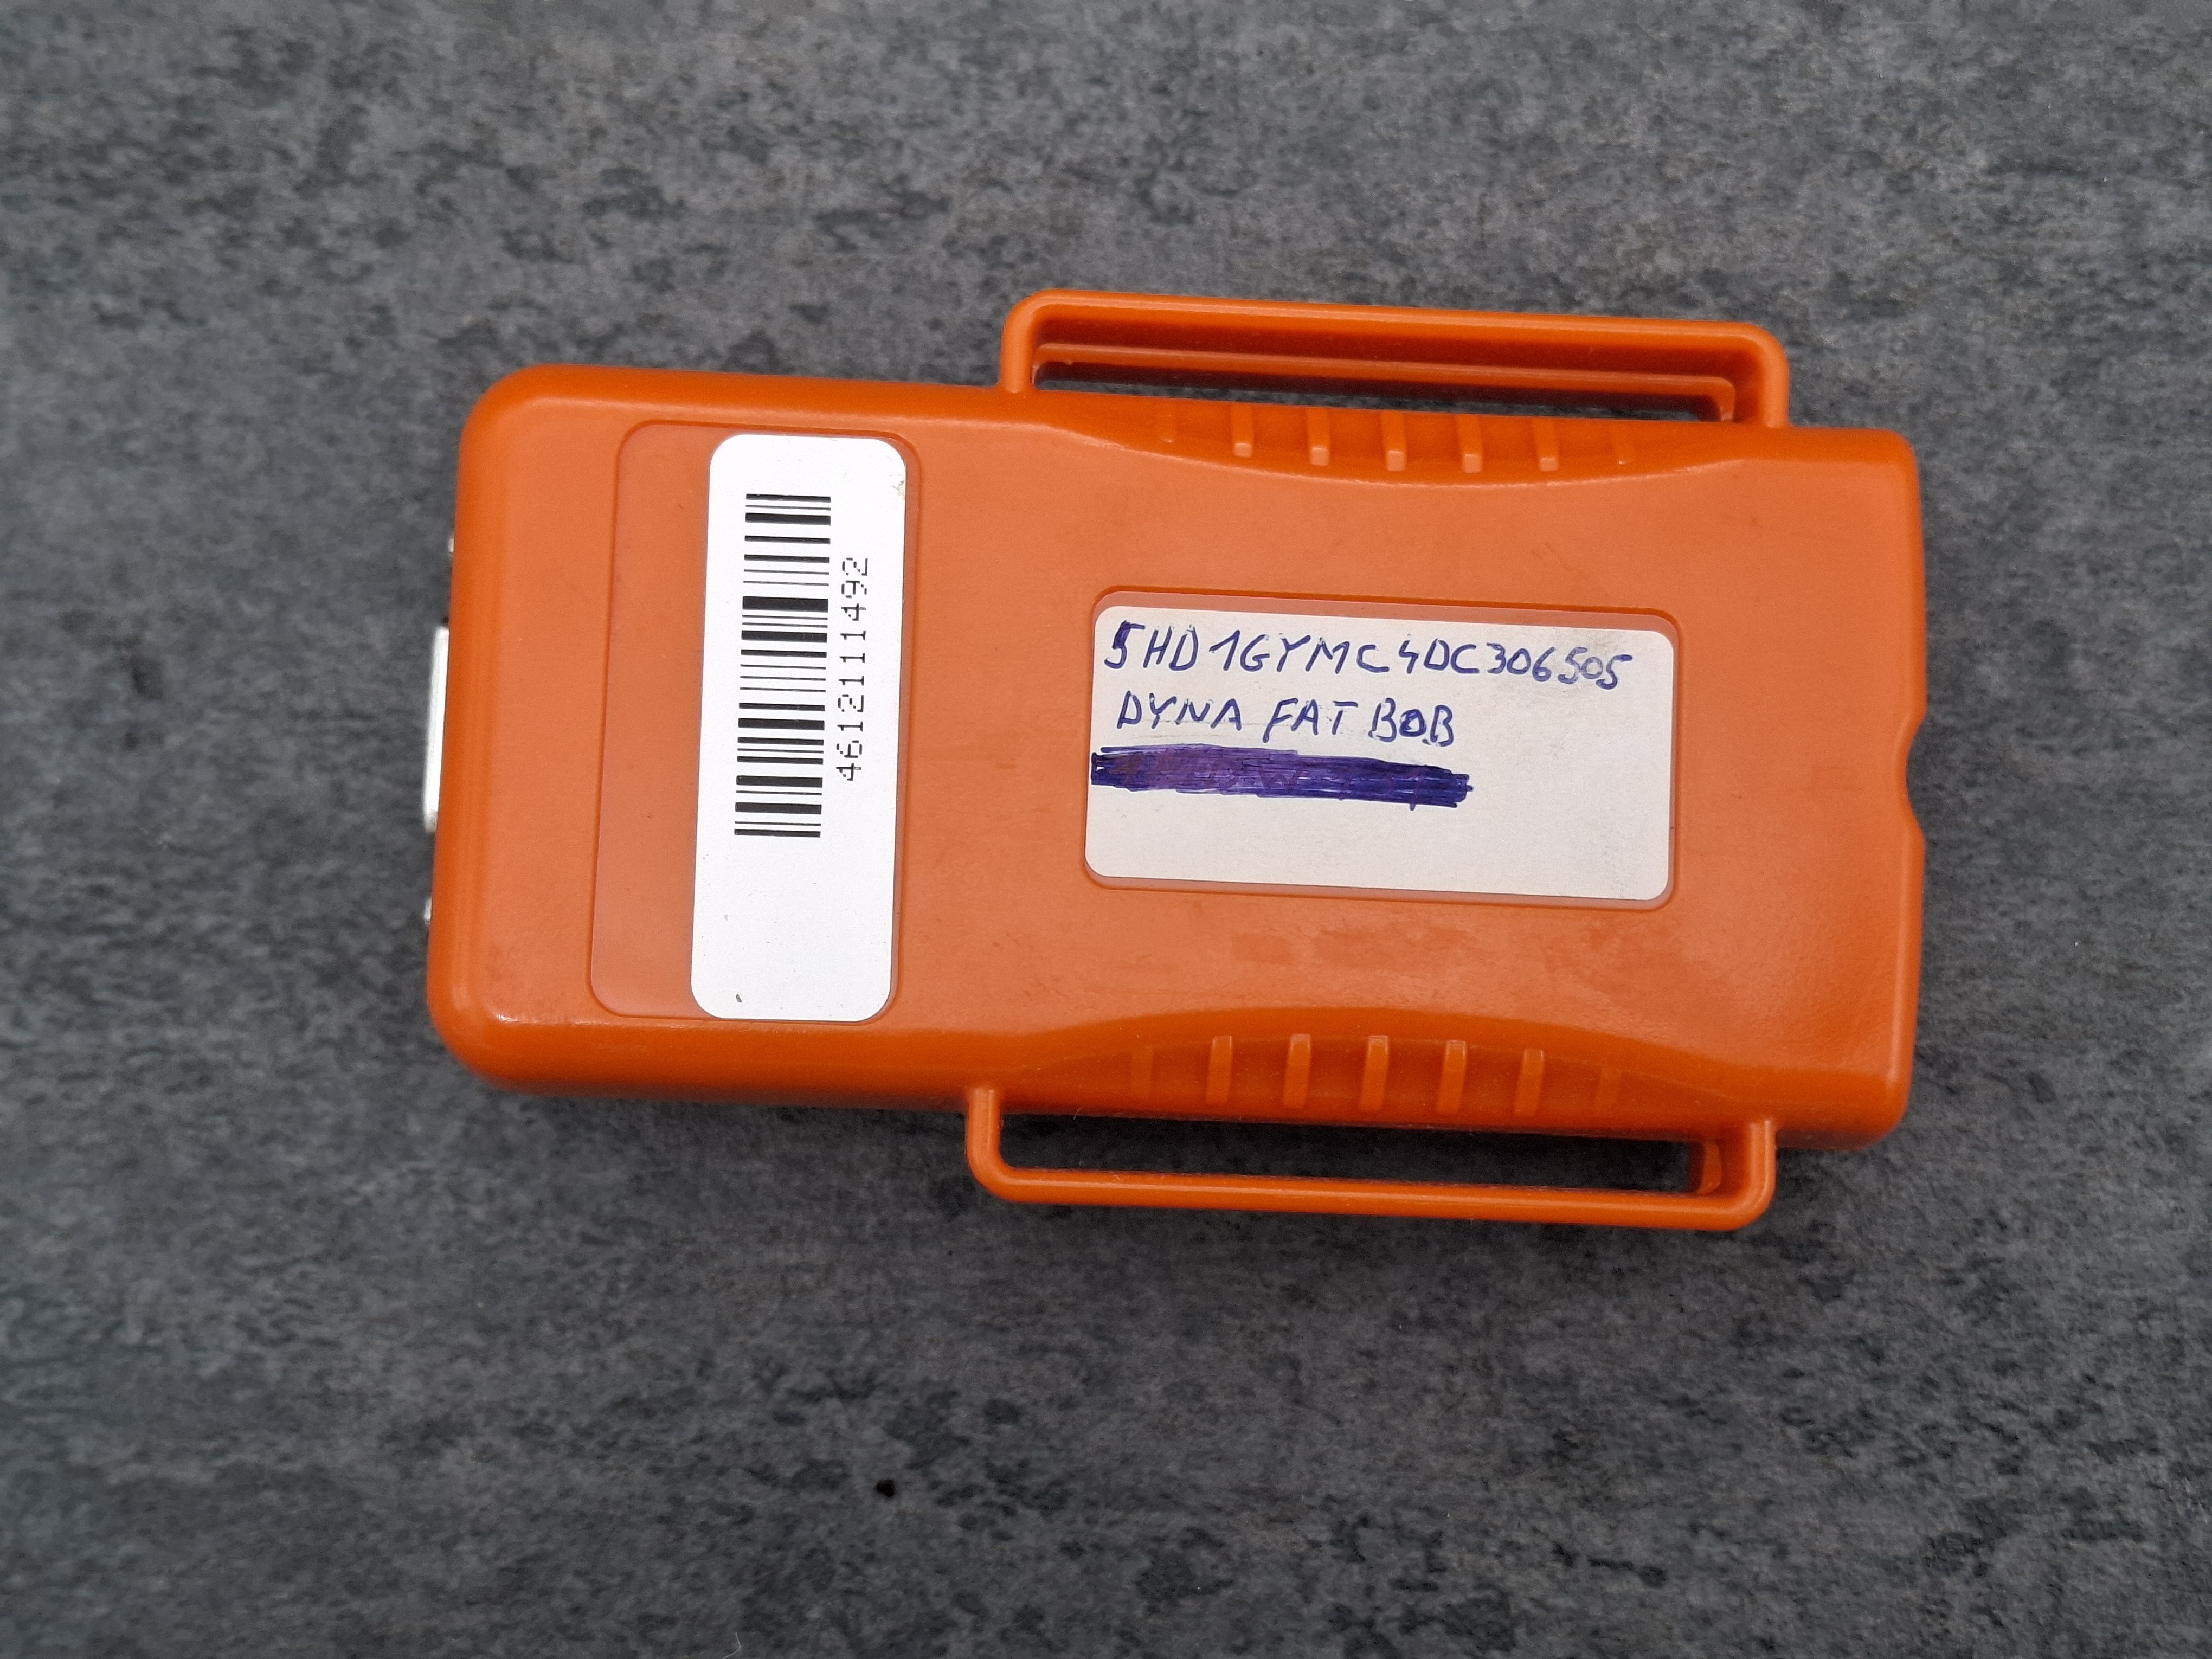 46121111492
5HD1GYMC4DC306505
DYNA FAT BOB